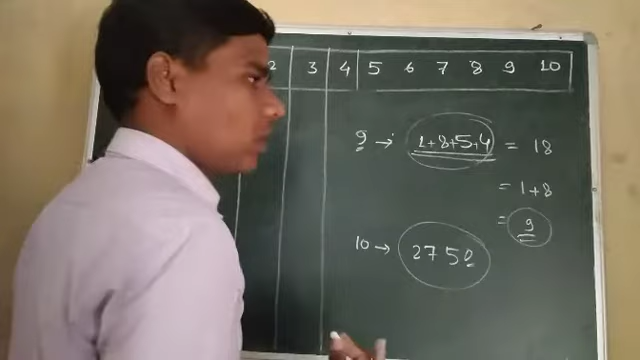 2 3 4 5 6 7 8 9 10
9 → 1+8+5+4 = 18
= 1+8
= 9
10 → 2750